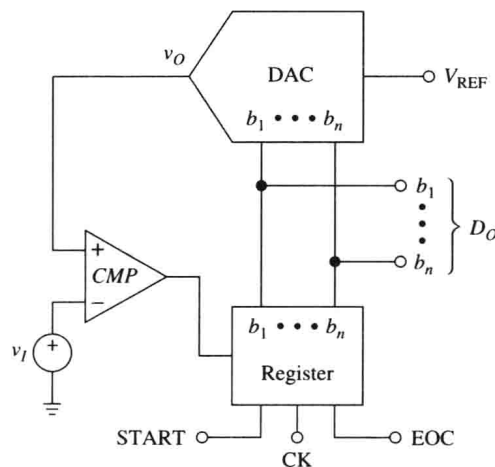 v_O
DAC
V_REF
b_1 • • • b_n
b_1
D_O
b_n
+
CMP
−
b_1 • • • b_n
v_I
+
Register
START
EOC
CK